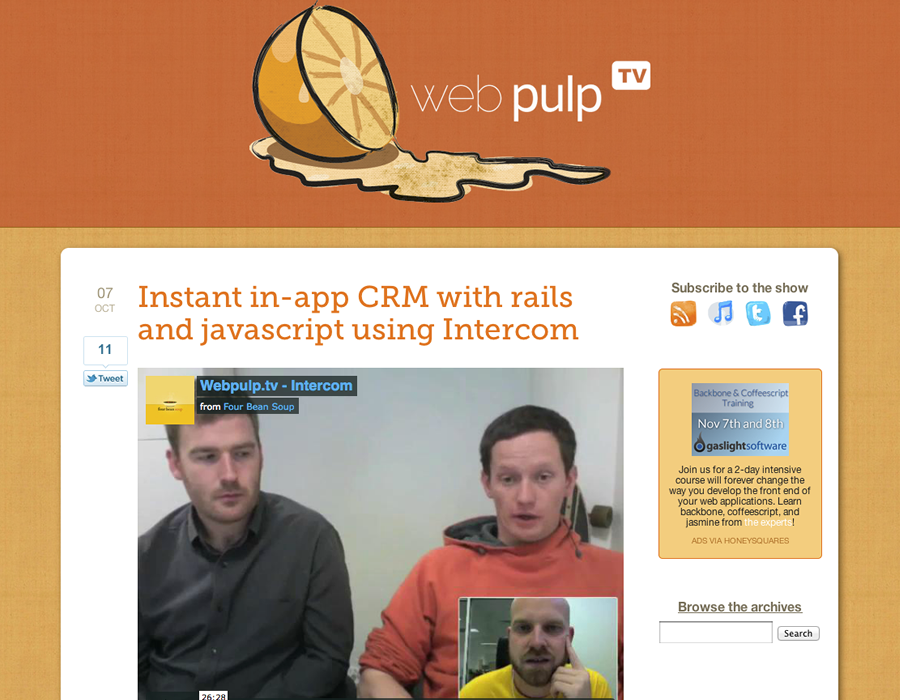 web pulp TV
07
OCT
Instant in-app CRM with rails
and javascript using Intercom
11
Tweet
Webpulp.tv - Intercom
from Four Bean Soup
26:28
Subscribe to the show
Backbone & Coffeescript
Training
Nov 7th and 8th
gaslightsoftware
Join us for a 2-day intensive
course will forever change the
way you develop the front end of
your web applications. Learn
backbone, coffeescript, and
jasmine from the experts!
ADS VIA HONEYSQUARES
Browse the archives
Search